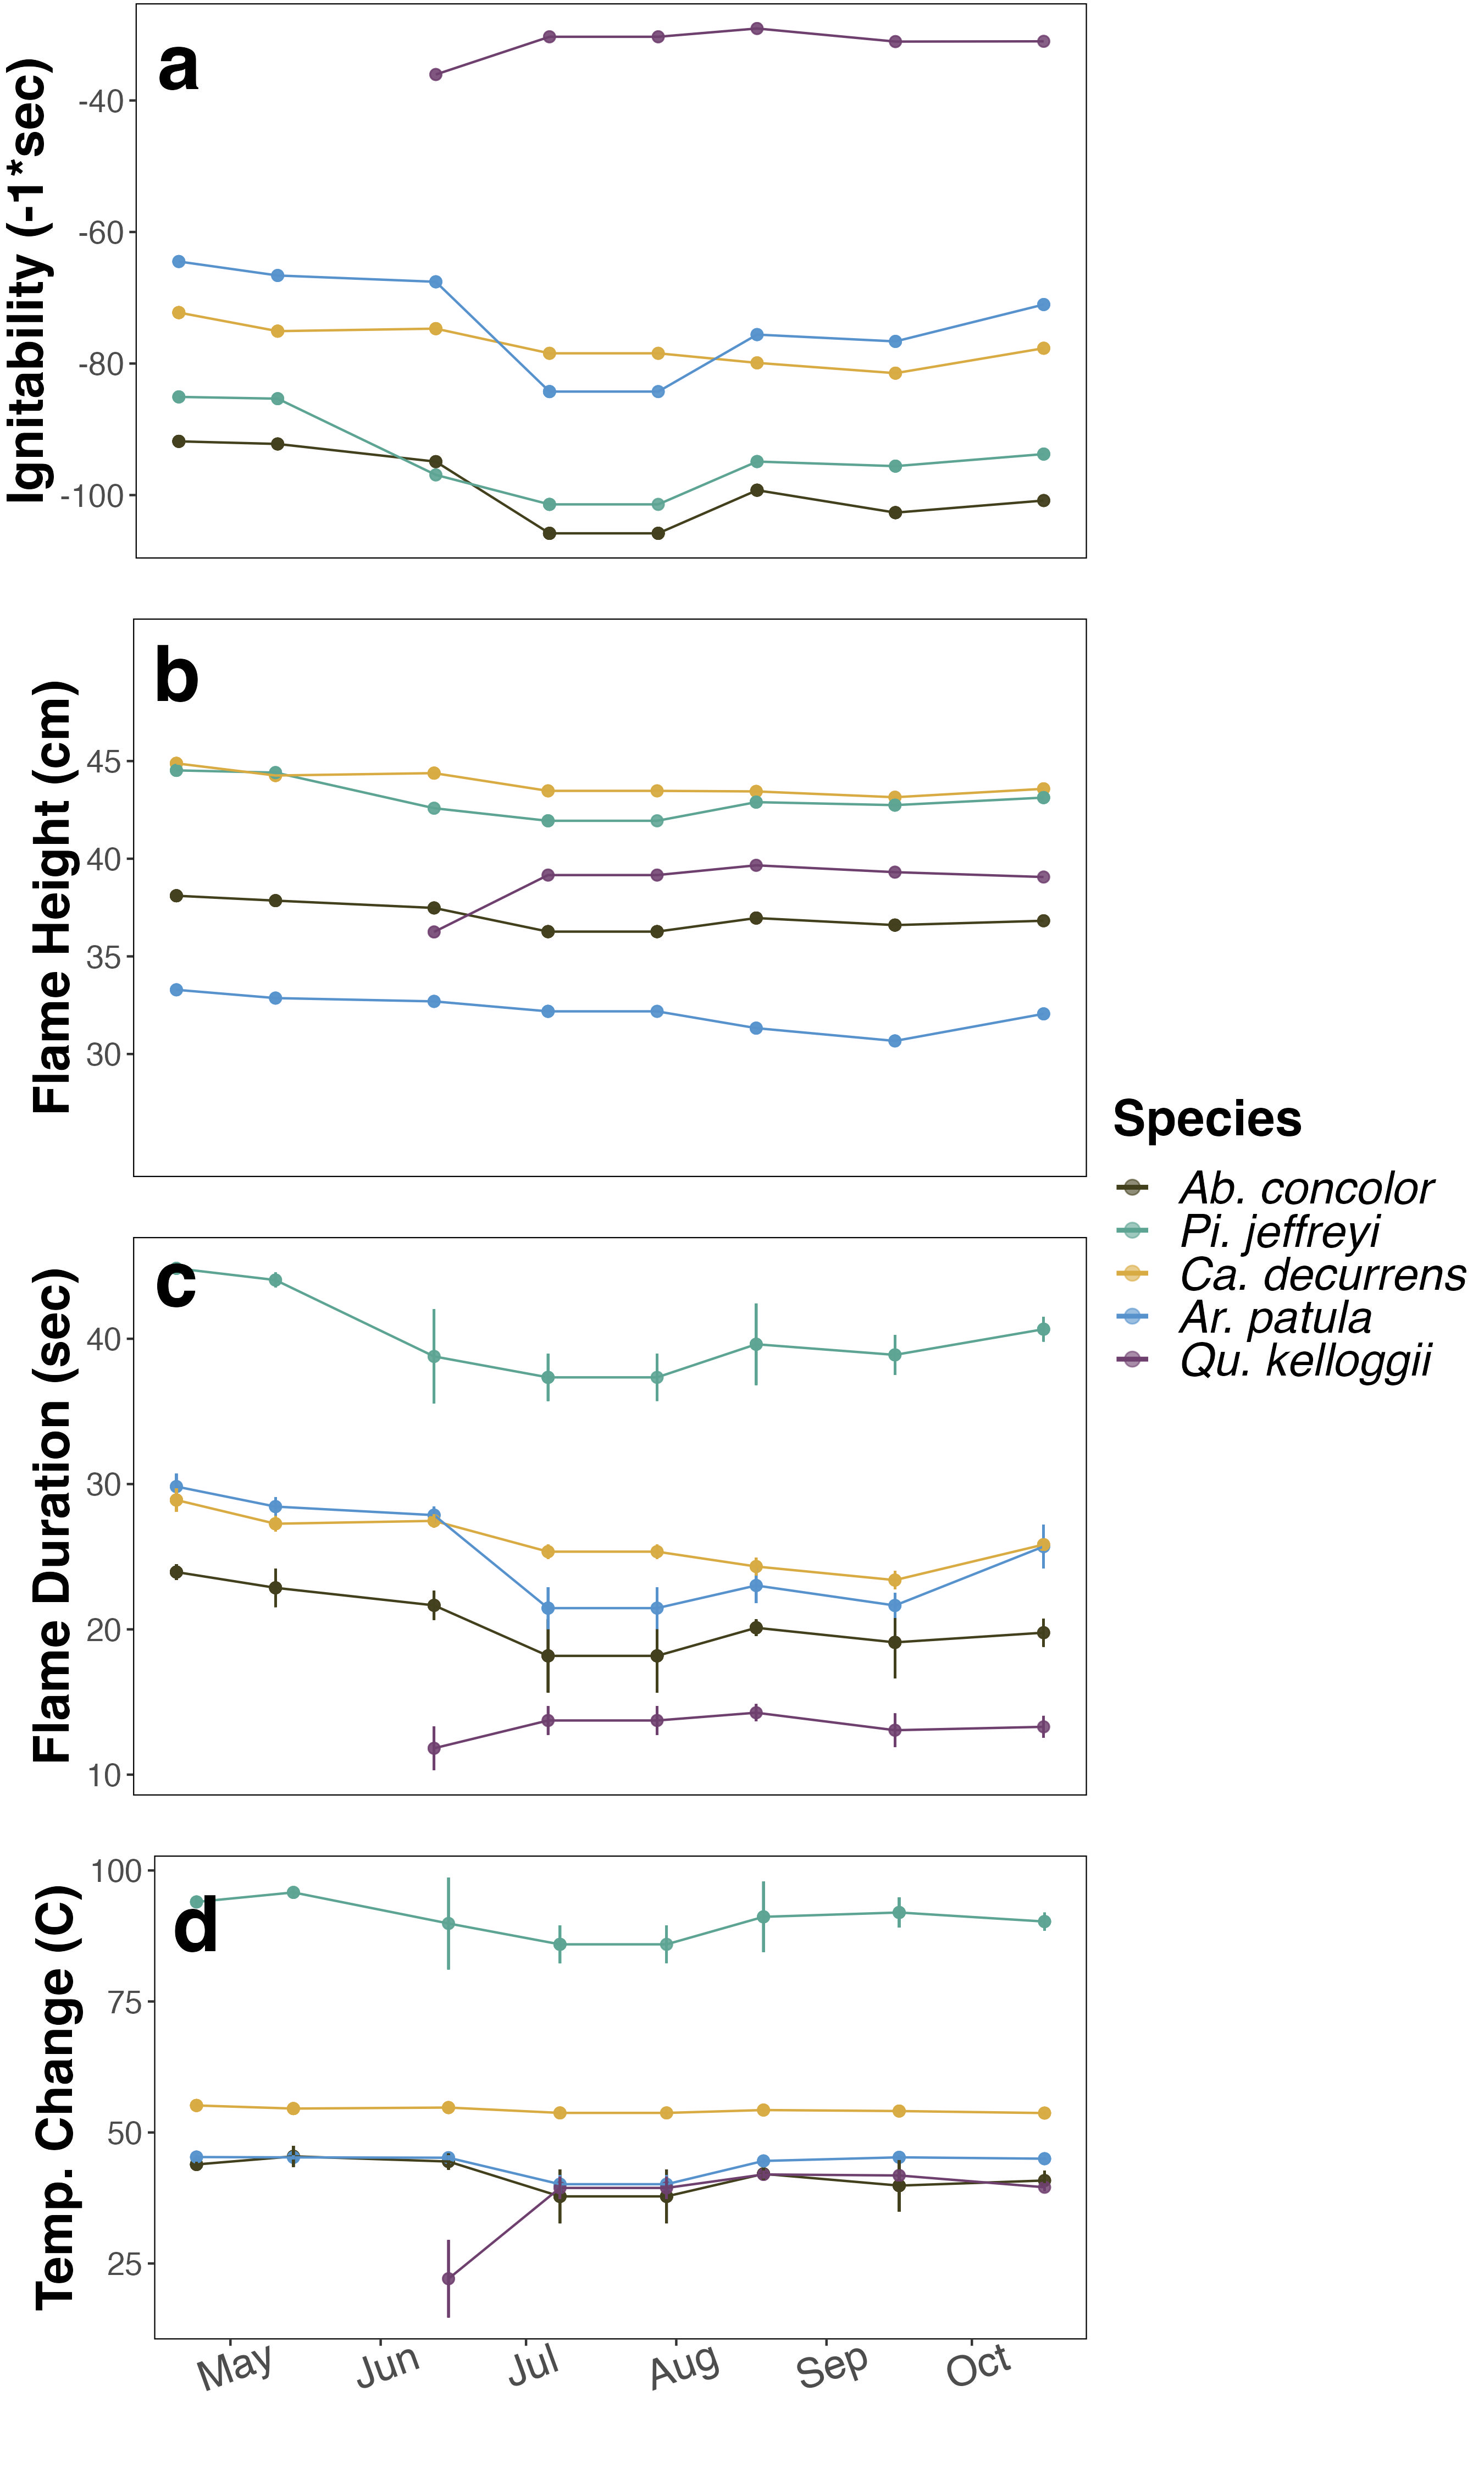 a
Ignitability (-1*sec)
-40
-60
-80
-100
b
Flame Height (cm)
45
40
35
30
c
Flame Duration (sec)
40
30
20
10
d
Temp. Change (C)
100
75
50
25
May Jun Jul Aug Sep Oct
Species
Ab. concolor
Pi. jeffreyi
Ca. decurrens
Ar. patula
Qu. kelloggii